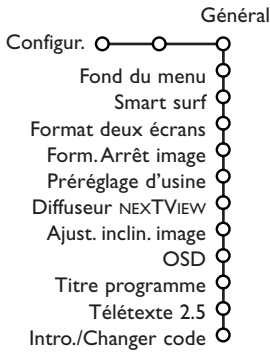 Général
Configur.
Fond du menu
Smart surf
Format deux écrans
Form. Arrêt image
Préréglage d'usine
Diffuseur NEXTVIEW
Ajust. inclin. image
OSD
Titre programme
Télétexte 2.5
Intro./Changer code